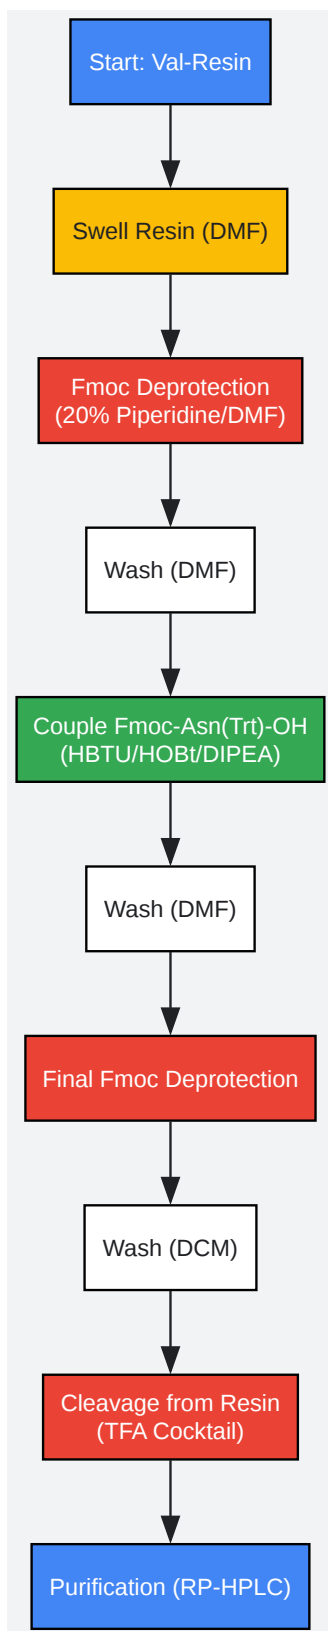 Start: Val-Resin
Swell Resin (DMF)
Fmoc Deprotection
(20% Piperidine/DMF)
Wash (DMF)
Couple Fmoc-Asn(Trt)-OH
(HBTU/HOBt/DIPEA)
Wash (DMF)
Final Fmoc Deprotection
Wash (DCM)
Cleavage from Resin
(TFA Cocktail)
Purification (RP-HPLC)